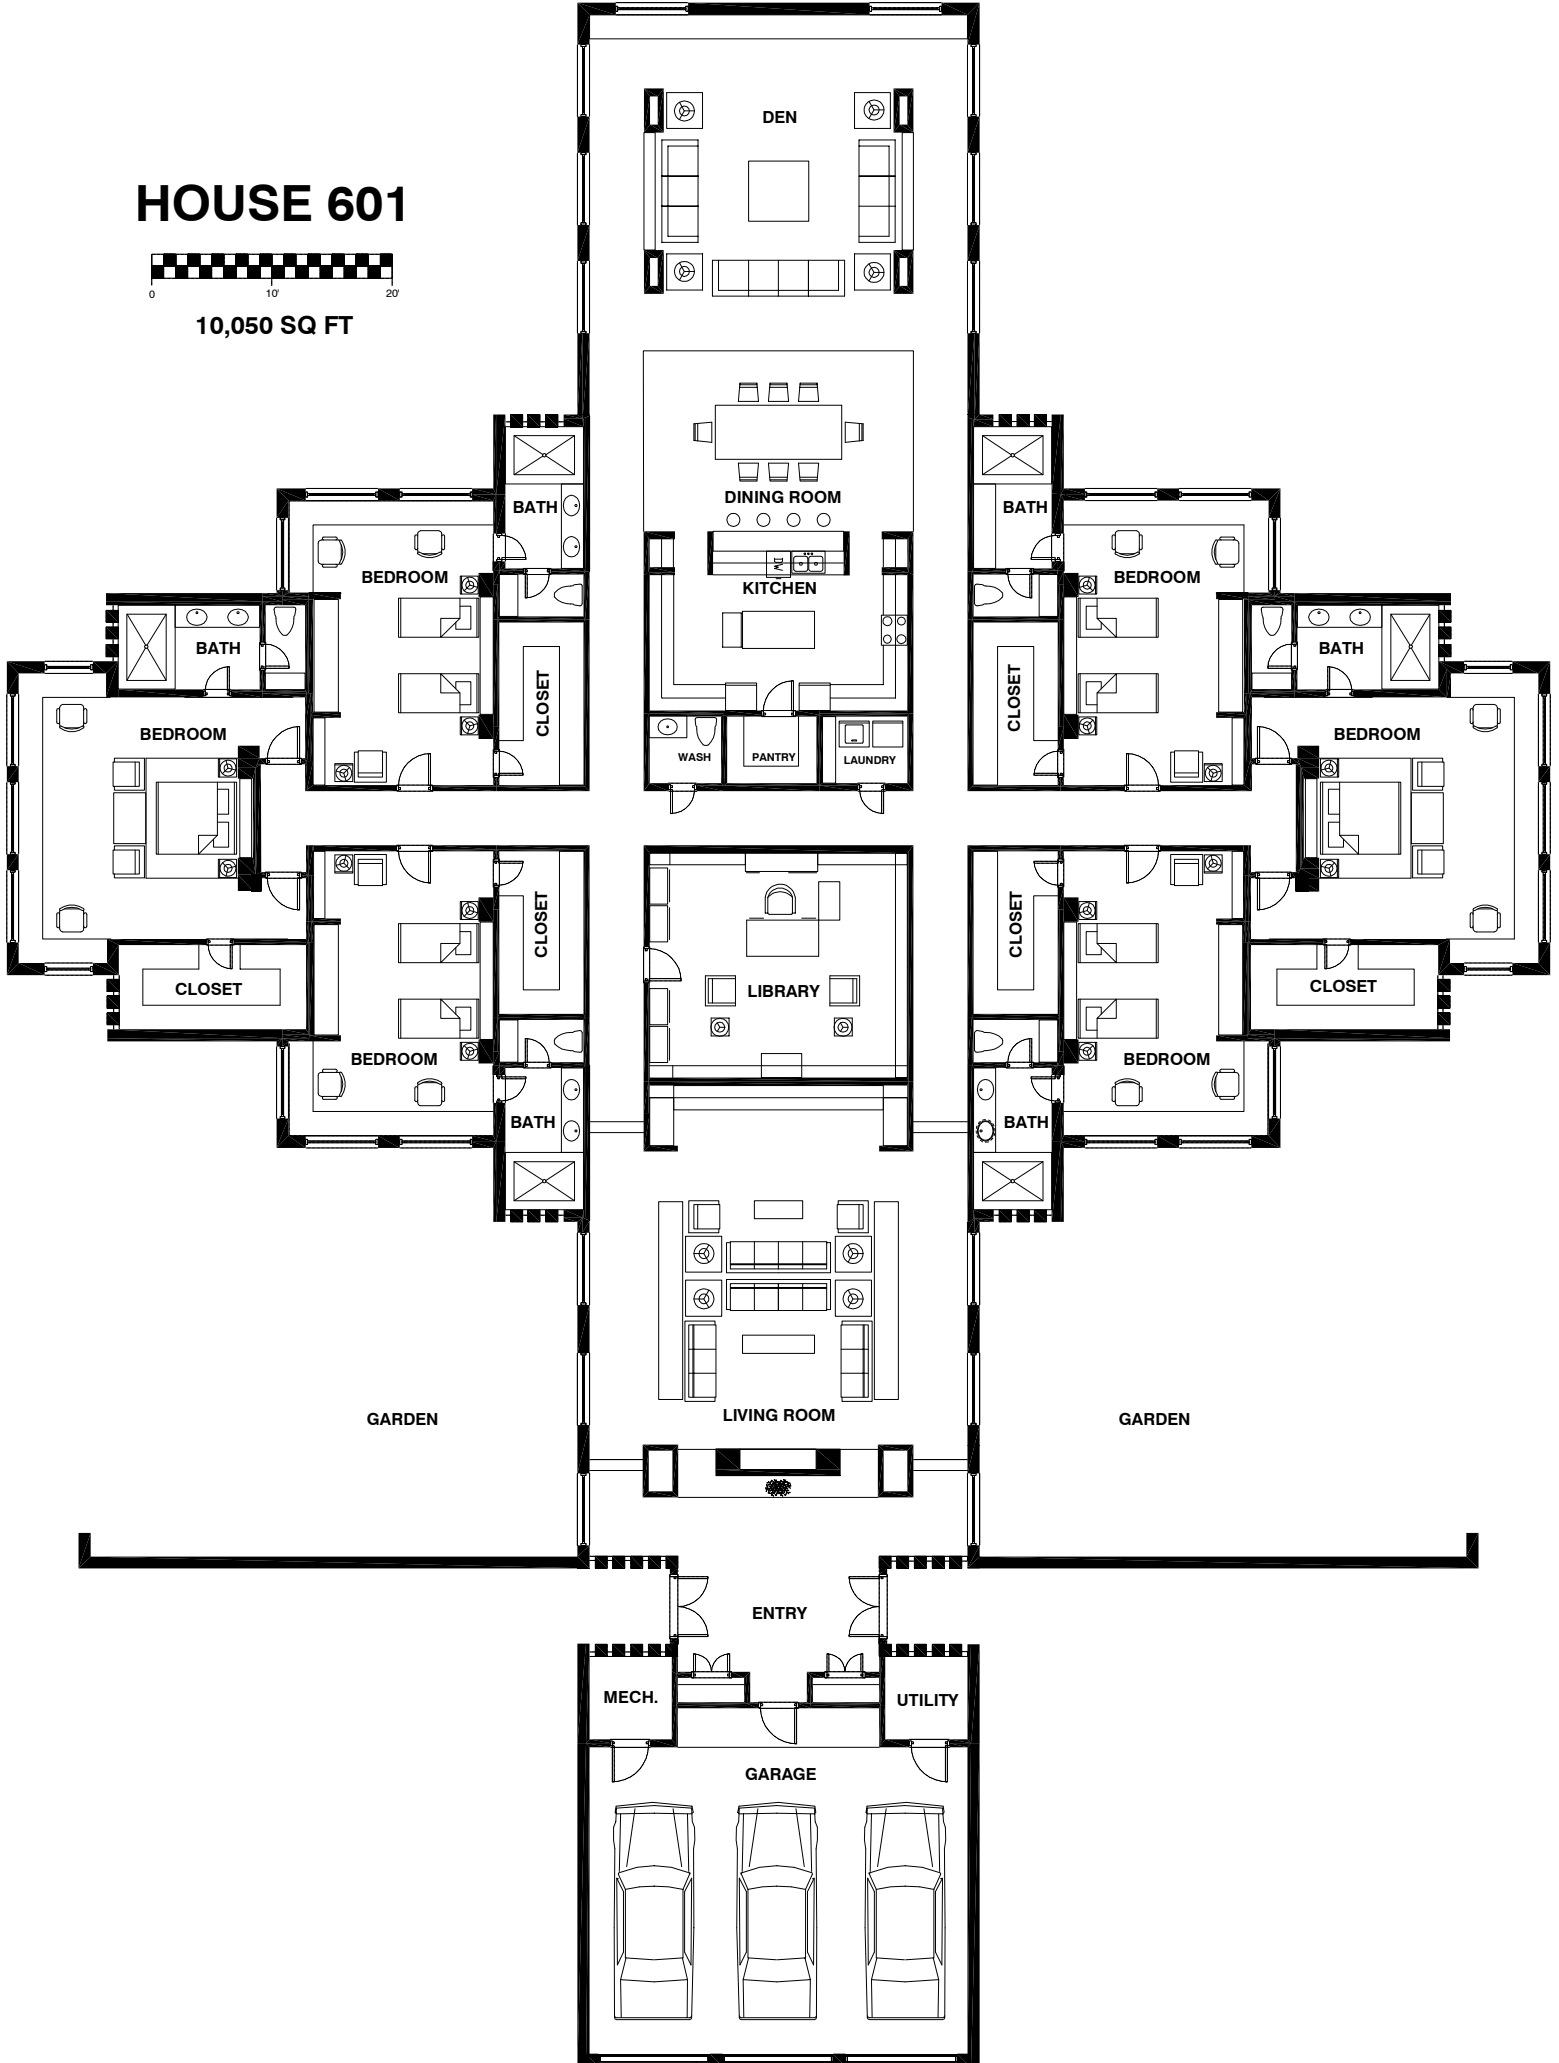 DEN
HOUSE 601
0 10' 20'
10,050 SQ FT
DINING ROOM
BATH
BATH
DW
BEDROOM
KITCHEN
BEDROOM
BATH
BATH
CLOSET
CLOSET
BEDROOM
BEDROOM
WASH
PANTRY
LAUNDRY
CLOSET
CLOSET
CLOSET
LIBRARY
CLOSET
BEDROOM
BEDROOM
BATH
BATH
GARDEN
LIVING ROOM
GARDEN
ENTRY
MECH.
UTILITY
GARAGE